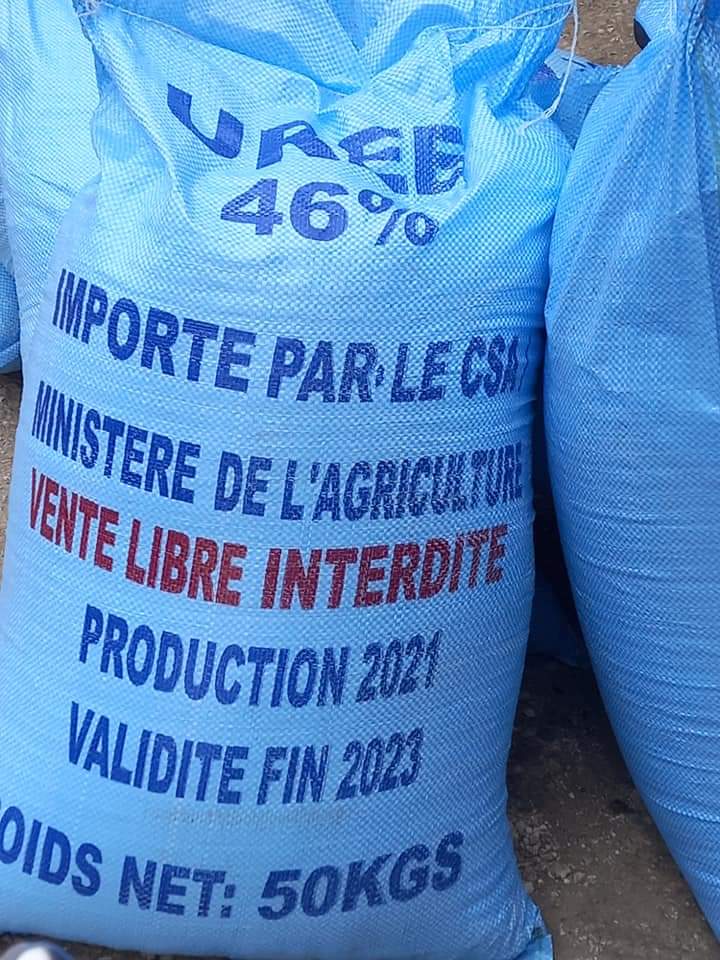 UREE
46%
IMPORTE PAR LE CSA /
MINISTERE DE L'AGRICULTURE
VENTE LIBRE INTERDITE
PRODUCTION 2021
VALIDITE FIN 2023
OIDS NET: 50KGS